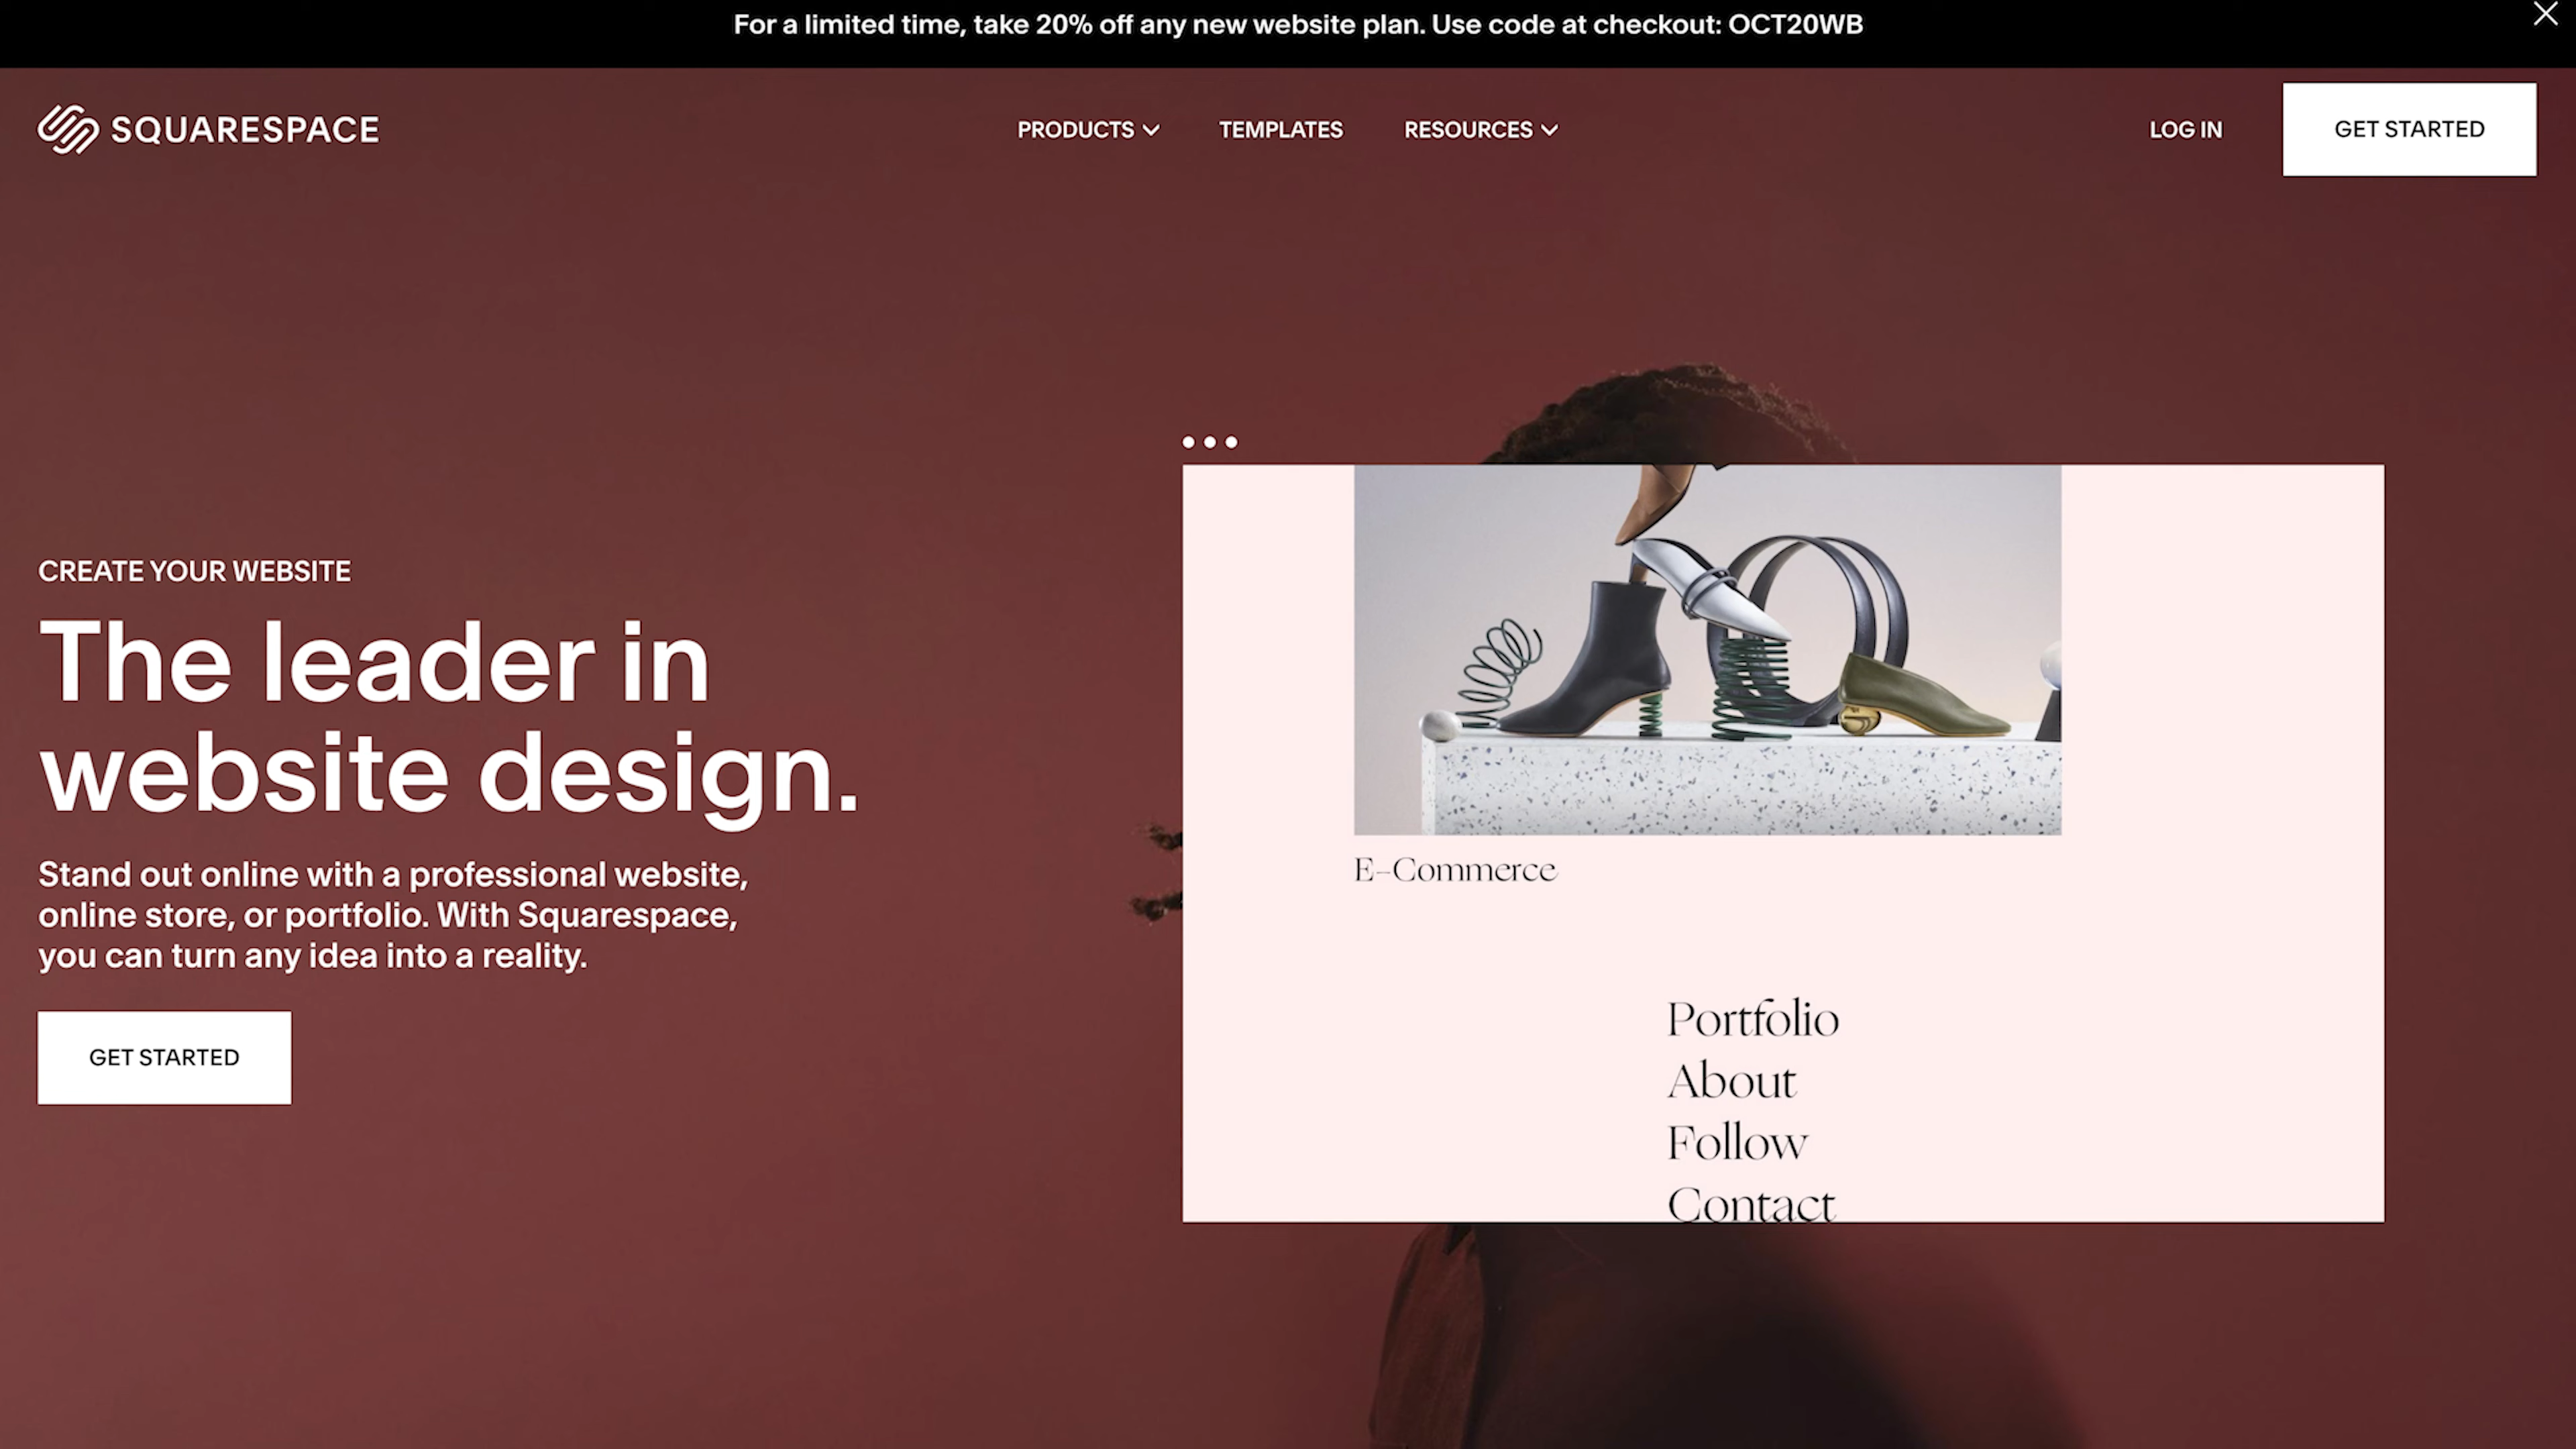 For a limited time, take 20% off any new website plan. Use code at checkout: OCT20WB
SQUARESPACE
PRODUCTS
TEMPLATES
RESOURCES
LOG IN
GET STARTED
CREATE YOUR WEBSITE
The leader in
website design.
Stand out online with a professional website,
online store, or portfolio. With Squarespace,
you can turn any idea into a reality.
GET STARTED
E-Commerce
Portfolio
About
Follow
Contact